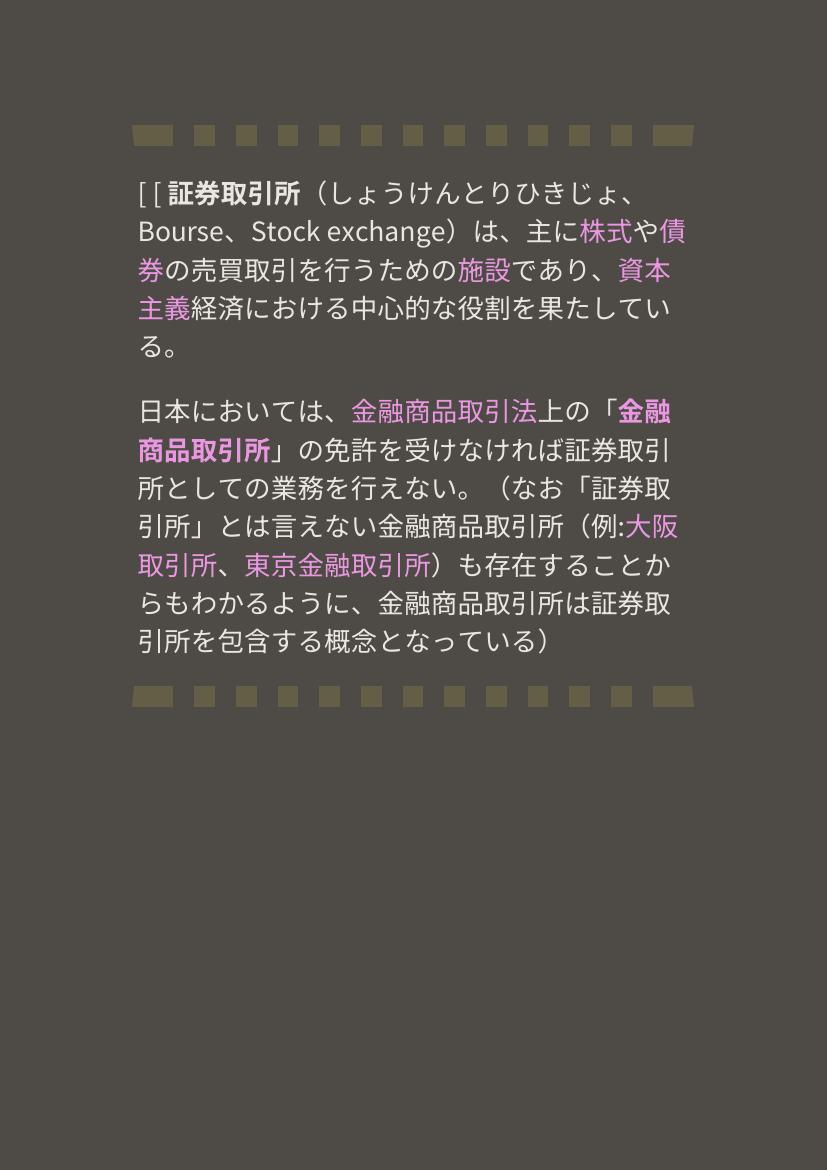 [ [ 証券取引所（しょうけんとりひきじょ、
Bourse、Stock exchange）は、主に株式や債
券の売買取引を行うための施設であり、資本
主義経済における中心的な役割を果たしてい
る。
日本においては、金融商品取引法上の「金融
商品取引所」の免許を受けなければ証券取引
所としての業務を行えない。（なお「証券取
引所」とは言えない金融商品取引所（例:大阪
取引所、東京金融取引所）も存在することか
らもわかるように、金融商品取引所は証券取
引所を包含する概念となっている）